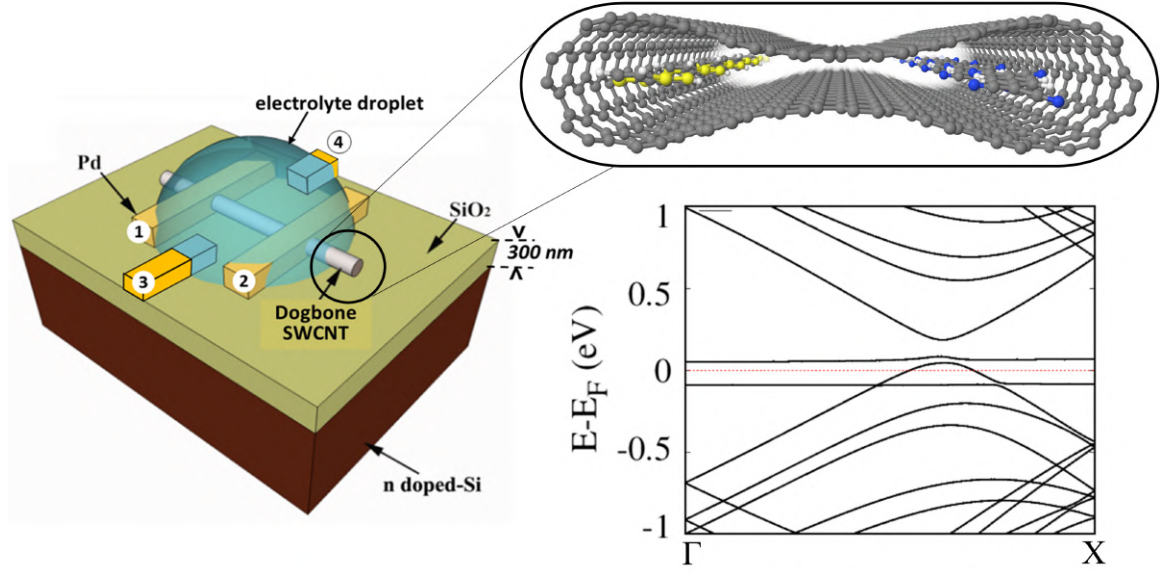 electrolyte droplet
4
Pd
SiO₂
1
300 nm
3
2
Dogbone
SWCNT
n doped-Si
1
0.5
0
-0.5
-1
E-E_F (eV)
Γ
X